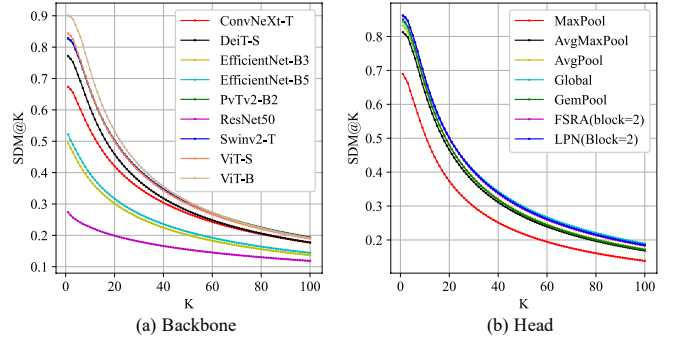 0.9
0.8
0.7
0.6
0.5
0.4
0.3
0.2
0.1
SDM@K
0 20 40 60 80 100
K
ConvNeXt-T
DeiT-S
EfficientNet-B3
EfficientNet-B5
PvTv2-B2
ResNet50
Swinv2-T
ViT-S
ViT-B
(a) Backbone
0.8
0.7
0.6
0.5
0.4
0.3
0.2
SDM@K
0 20 40 60 80 100
K
MaxPool
AvgMaxPool
AvgPool
Global
GemPool
FSRA(block=2)
LPN(Block=2)
(b) Head